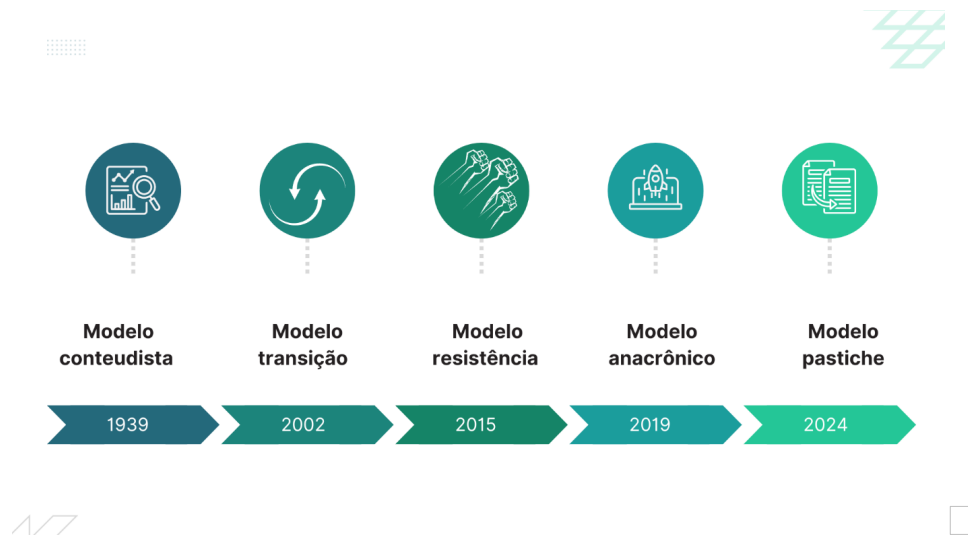 Modelo
conteudista
Modelo
transição
Modelo
resistência
Modelo
anacrônico
Modelo
pastiche
1939
2002
2015
2019
2024